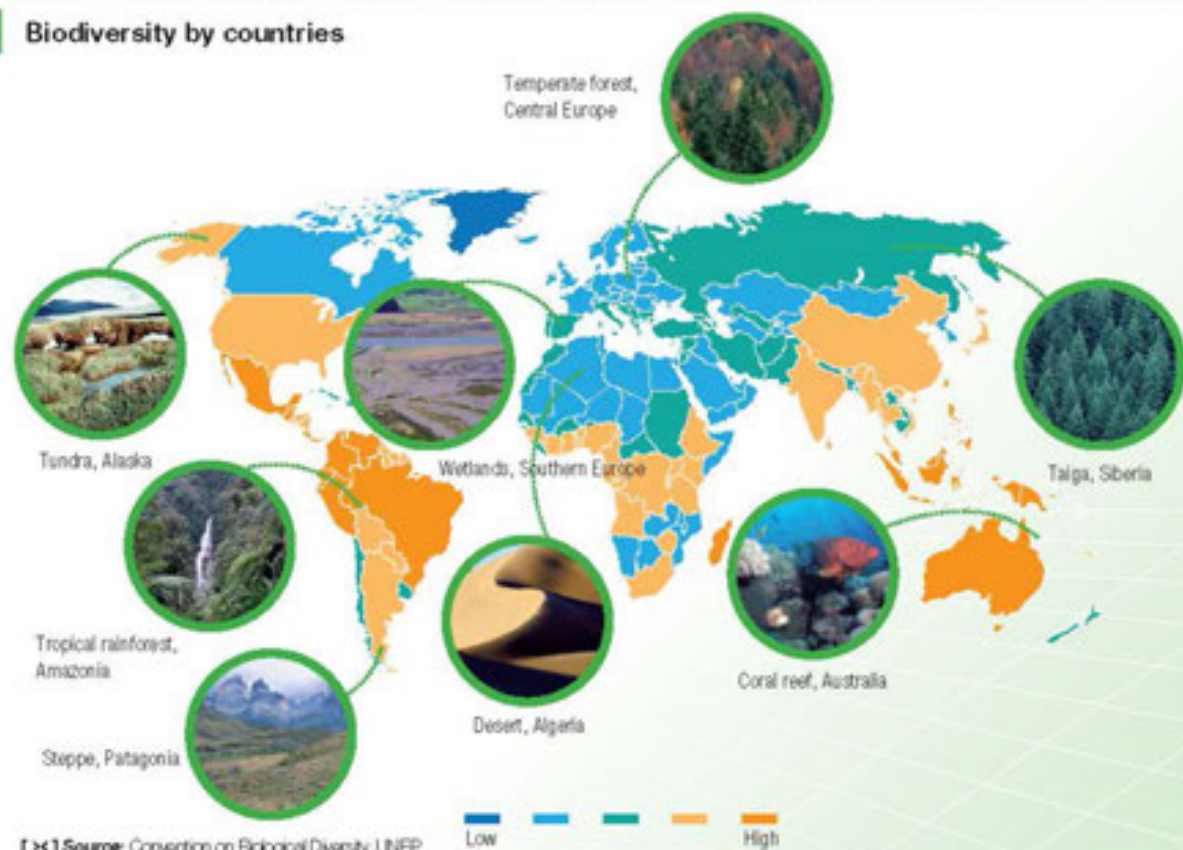 Biodiversity by countries
Temperate forest,
Central Europe
Tundra, Alaska
Wetlands, Southern Europe
Taiga, Siberia
Tropical rainforest,
Amazonia
Coral reef, Australia
Desert, Algeria
Steppe, Patagonia
Low
High
Source: Convention on Biological Diversity, UNEP